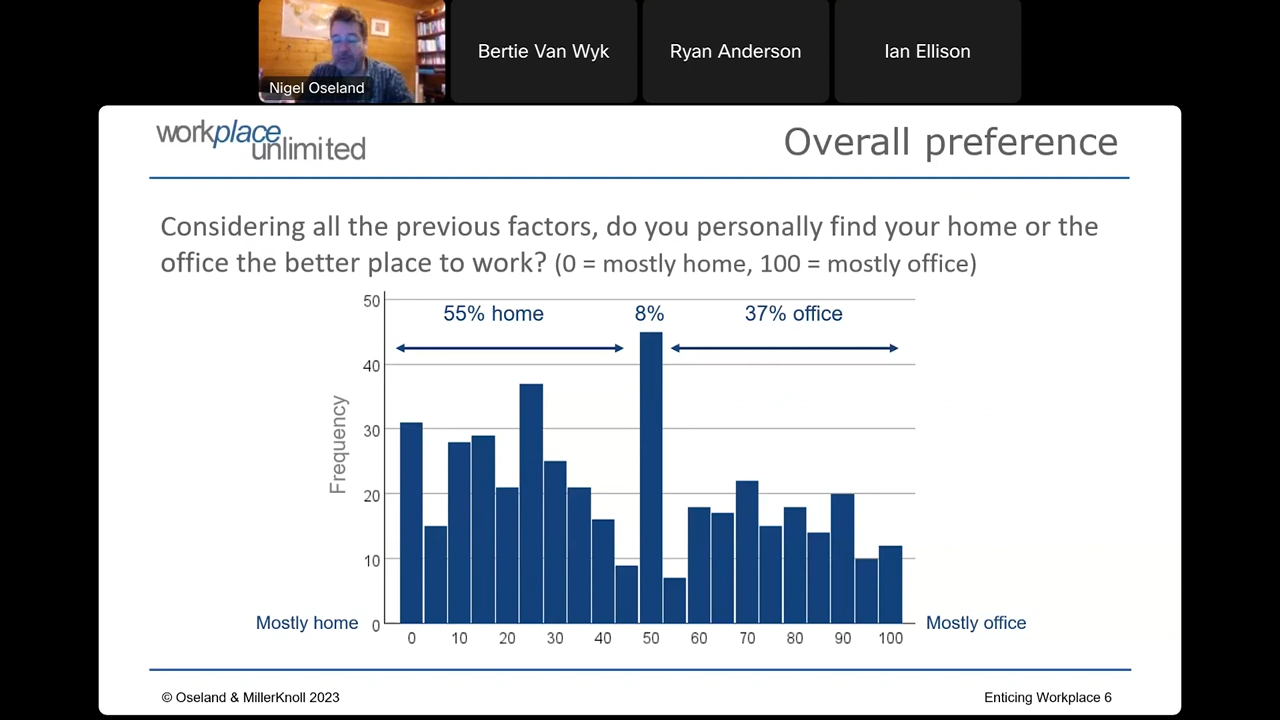 Nigel Oseland
Bertie Van Wyk
Ryan Anderson
Ian Ellison
workplace
unlimited
Overall preference
Considering all the previous factors, do you personally find your home or the
office the better place to work? (0 = mostly home, 100 = mostly office)
55% home
8%
37% office
Frequency
50
40
30
20
10
0
Mostly home
0 10 20 30 40 50 60 70 80 90 100
Mostly office
© Oseland & MillerKnoll 2023
Enticing Workplace 6